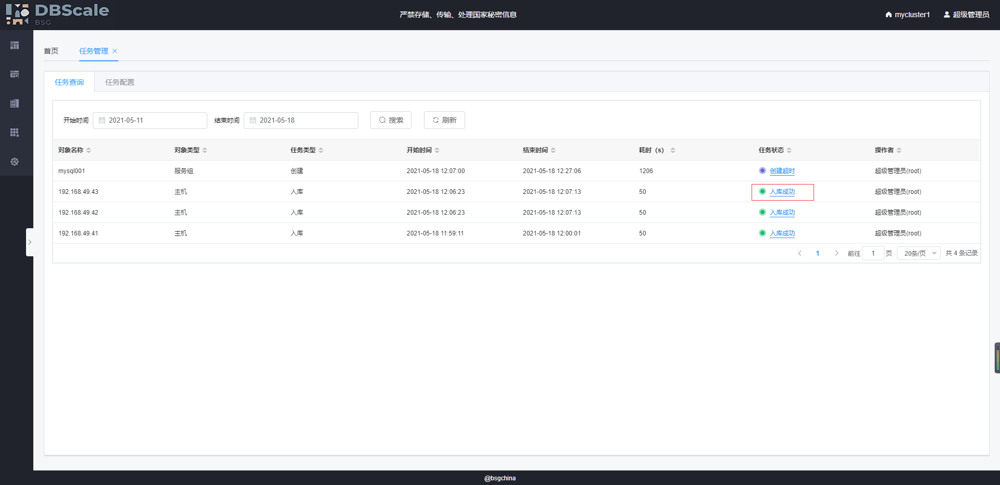 DBScale
BSG
严禁存储、传输、处理国家秘密信息
mycluster1
超级管理员
首页
任务管理
任务查询
任务配置
开始时间 2021-05-11 结束时间 2021-05-18 搜索 刷新
对象名称 对象类型 任务类型 开始时间 结束时间 耗时（s） 任务状态 操作者
mysql001 服务组 创建 2021-05-18 12:07:00 2021-05-18 12:27:06 1206 创建超时 超级管理员(root)
192.168.49.43 主机 入库 2021-05-18 12:06:23 2021-05-18 12:07:13 50 入库成功 超级管理员(root)
192.168.49.42 主机 入库 2021-05-18 12:06:23 2021-05-18 12:07:13 50 入库成功 超级管理员(root)
192.168.49.41 主机 入库 2021-05-18 11:59:11 2021-05-18 12:00:01 50 入库成功 超级管理员(root)
1 前往 1 页 20条/页 共 4 条记录
@bsgchina